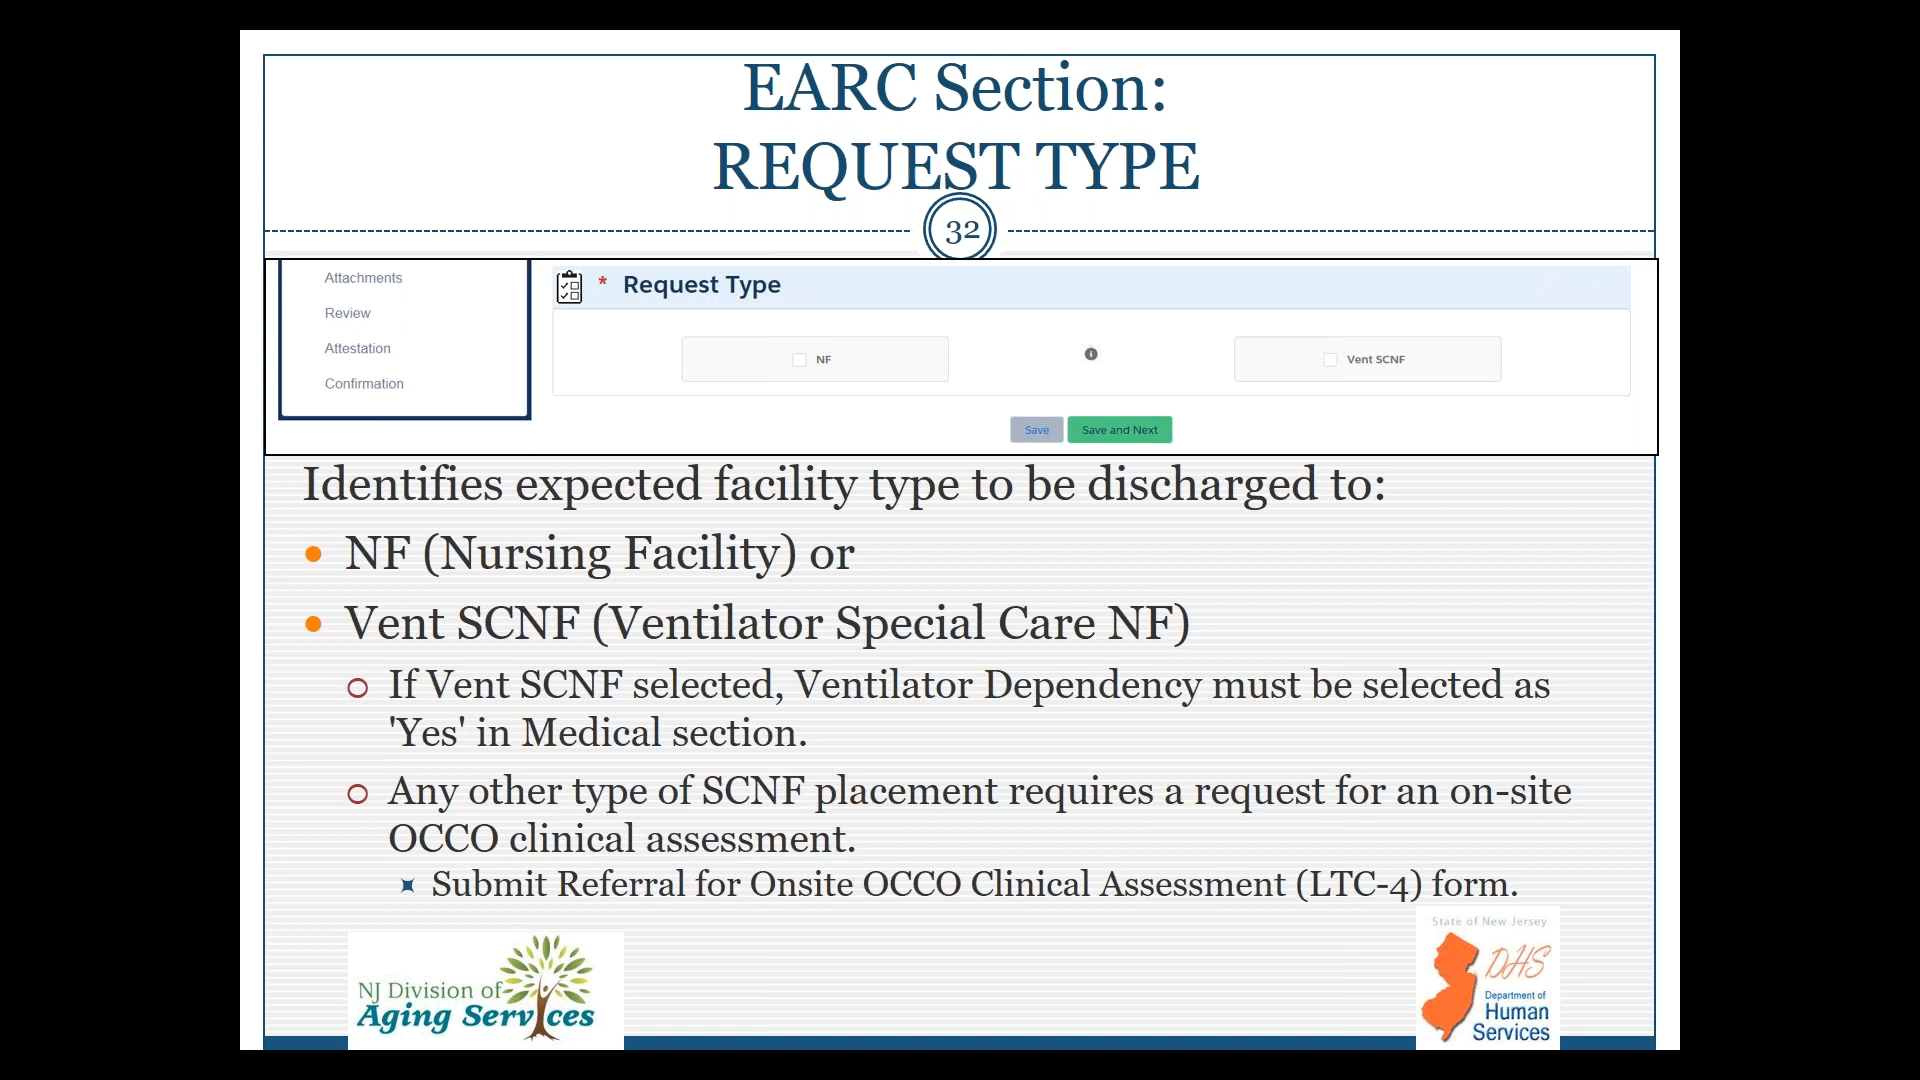 EARC Section:
REQUEST TYPE
32
Attachments
Review
Attestation
Confirmation
* Request Type
NF
Vent SCNF
Save
Save and Next
Identifies expected facility type to be discharged to:
NF (Nursing Facility) or
Vent SCNF (Ventilator Special Care NF)
If Vent SCNF selected, Ventilator Dependency must be selected as
'Yes' in Medical section.
Any other type of SCNF placement requires a request for an on-site
OCCO clinical assessment.
Submit Referral for Onsite OCCO Clinical Assessment (LTC-4) form.
NJ Division of
Aging Services
State of New Jersey
DHS
Department of
Human
Services